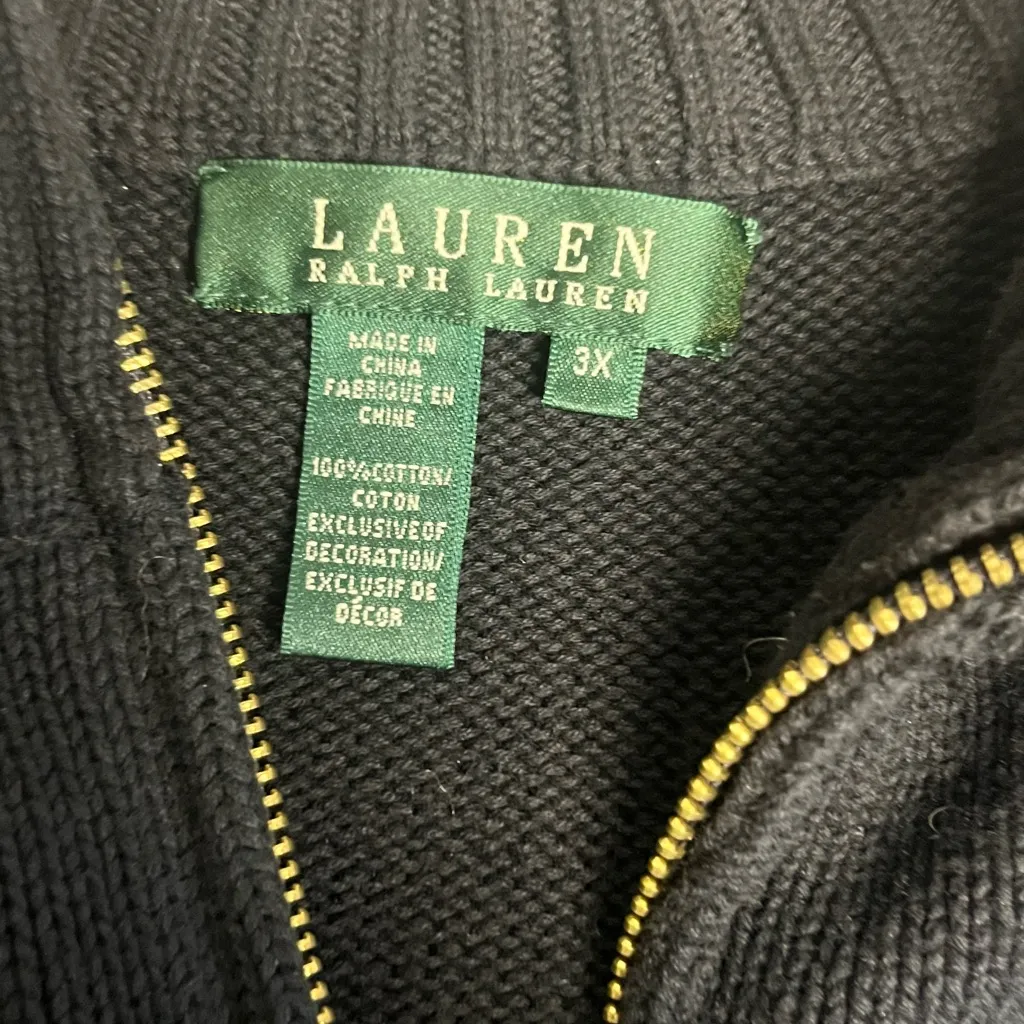 LAUREN
RALPH LAUREN
MADE IN
CHINA
FABRIQUE EN
CHINE
100%COTTON/
COTON
EXCLUSIVEOF
DECORATION/
EXCLUSIF DE
DÉCOR
3X